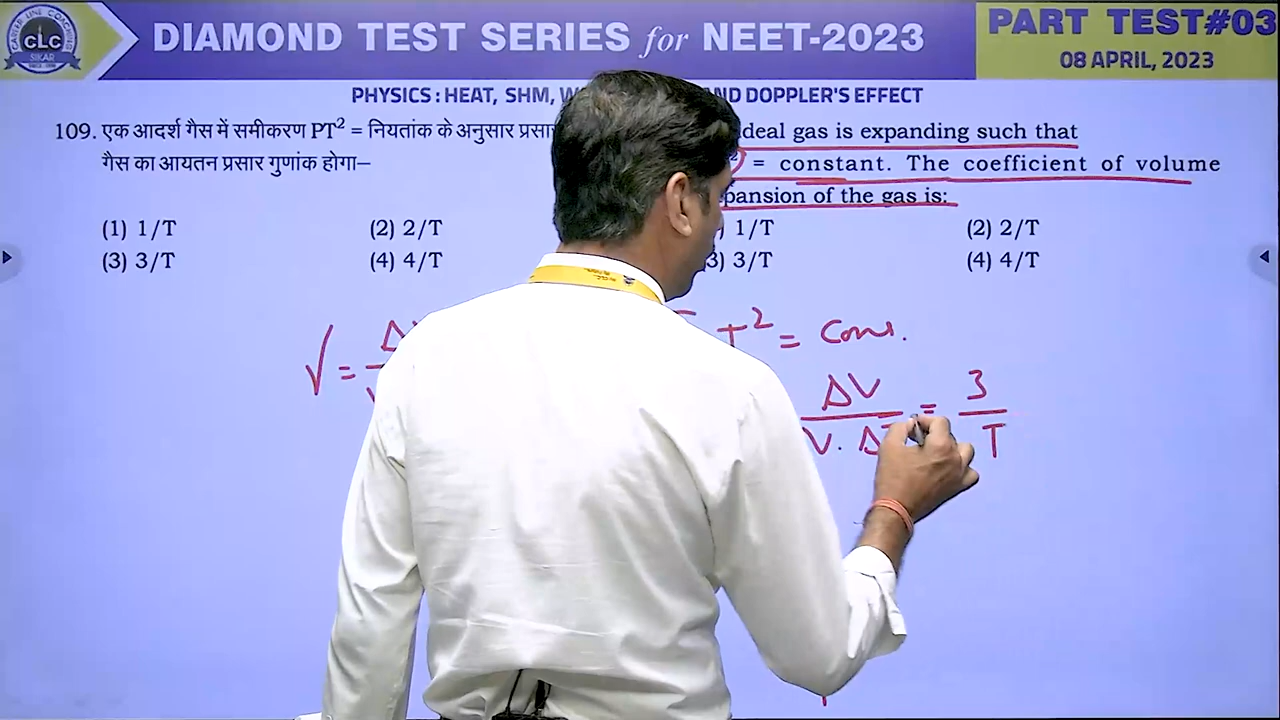 CLC
SIKAR
DIAMOND TEST SERIES for NEET-2023
PART TEST#03
08 APRIL, 2023
PHYSICS : HEAT, SHM, ND DOPPLER'S EFFECT
109. एक आदर्श गैस में समीकरण PT² = नियतांक के अनुसार
गैस का आयतन प्रसार गुणांक होगा–
(1) 1/T (2) 2/T
(3) 3/T (4) 4/T
deal gas is expanding such that
= constant. The coefficient of volume
pansion of the gas is:
1/T (2) 2/T
3) 3/T (4) 4/T
T² = Cons.
ΔV = 3
V. Δ T